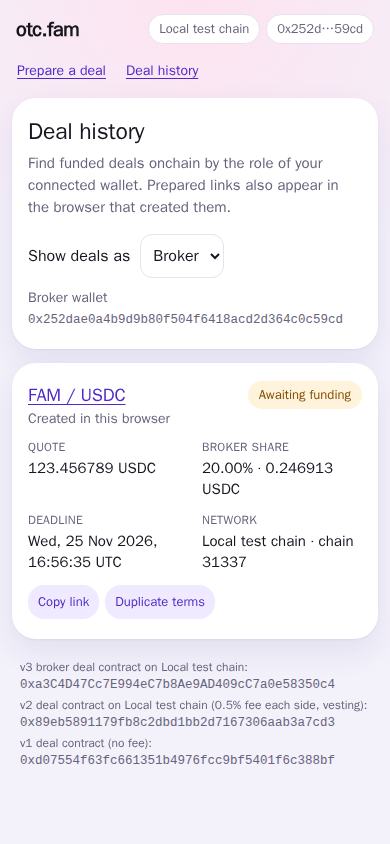 otc.fam
Local test chain
0x252d···59cd
Prepare a deal
Deal history
Deal history
Find funded deals onchain by the role of your
connected wallet. Prepared links also appear in
the browser that created them.
Show deals as
Broker
Broker wallet
0x252dae0a4b9d9b80f504f6418acd2d364c0c59cd
FAM / USDC
Awaiting funding
Created in this browser
QUOTE
123.456789 USDC
BROKER SHARE
20.00% · 0.246913
USDC
DEADLINE
Wed, 25 Nov 2026,
16:56:35 UTC
NETWORK
Local test chain · chain
31337
Copy link
Duplicate terms
v3 broker deal contract on Local test chain:
0xa3C4D47Cc7E994eC7b8Ae9AD409cC7a0e58350c4
v2 deal contract on Local test chain (0.5% fee each side, vesting):
0x89eb5891179fb8c2dbd1bb2d7167306aab3a7cd3
v1 deal contract (no fee):
0xd07554f63fc661351b4976fcc9bf5401f6c388bf